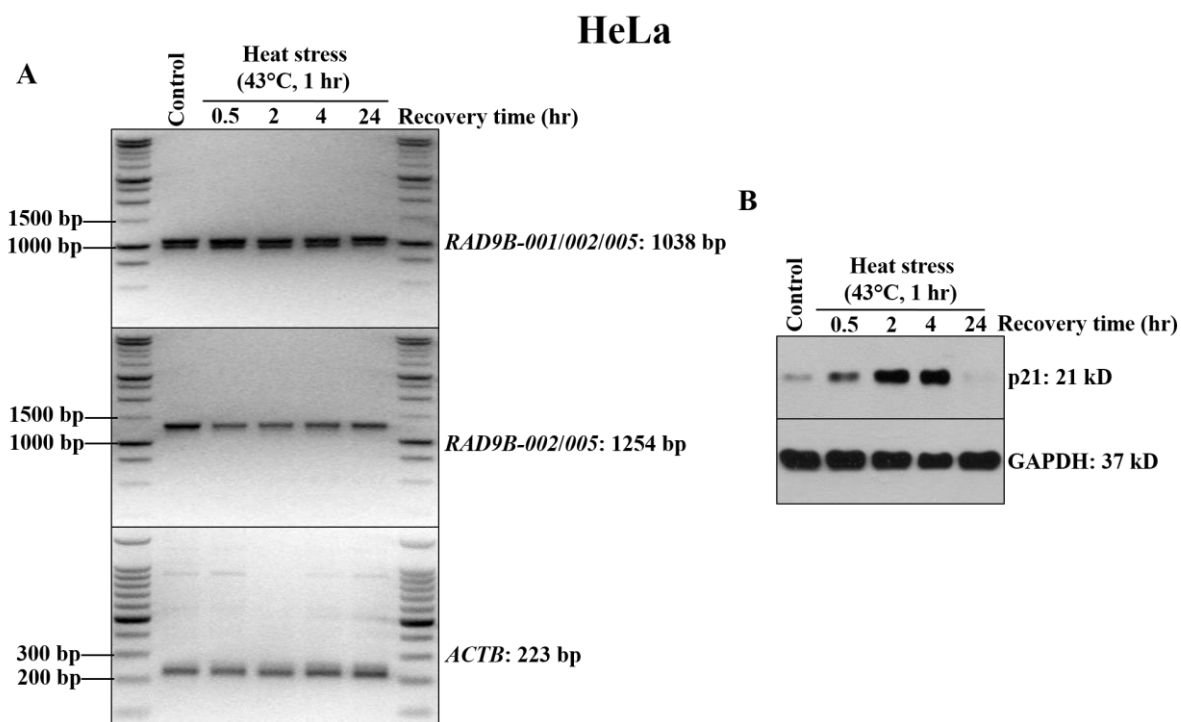 HeLa
A
Control
Heat stress
(43°C, 1 hr)
0.5 2 4 24 Recovery time (hr)
1500 bp
1000 bp
RAD9B-001/002/005: 1038 bp
1500 bp
1000 bp
RAD9B-002/005: 1254 bp
300 bp
200 bp
ACTB: 223 bp
B
Control
Heat stress
(43°C, 1 hr)
0.5 2 4 24 Recovery time (hr)
p21: 21 kD
GAPDH: 37 kD